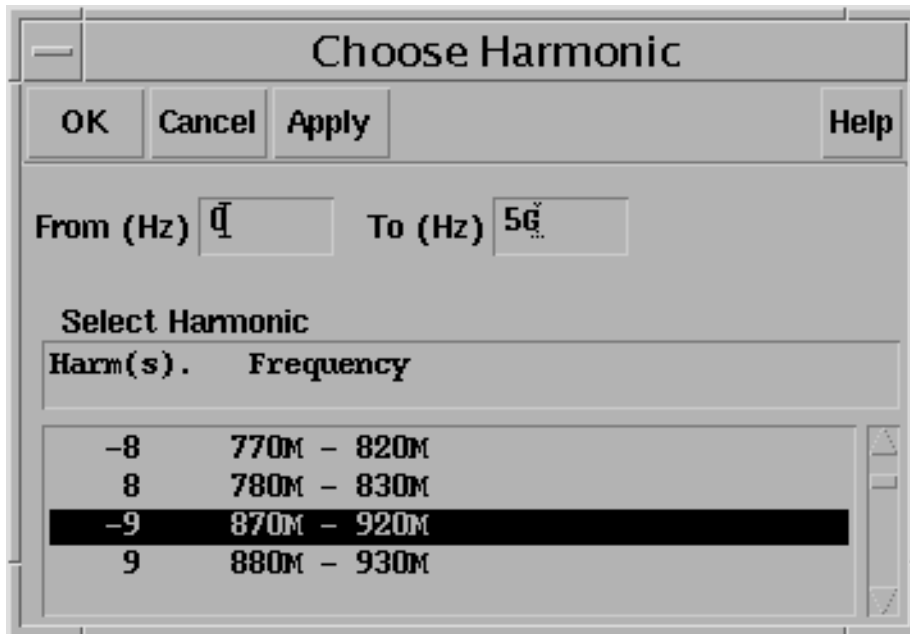 Choose Harmonic
OK Cancel Apply Help
From (Hz) 0 To (Hz) 5G
Select Harmonic
Harm(s). Frequency
-8 770M - 820M
8 780M - 830M
-9 870M - 920M
9 880M - 930M